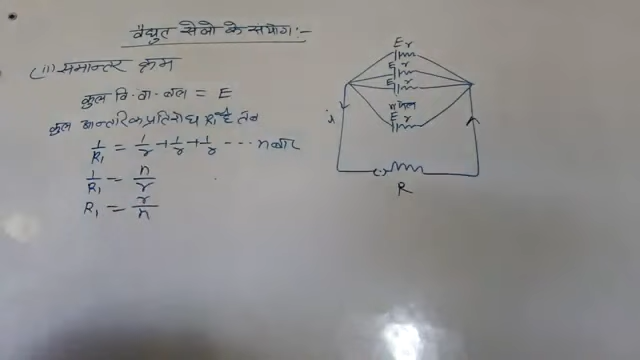 वैद्युत सेलो के संयोग:-
(ii) समान्तर क्रम
कुल वि. वा. बल = E
कुल आन्तरिक प्रतिरोध R₁ है तब
1/R₁ = 1/r + 1/r + 1/r ---- n बार
1/R₁ = n/r
R₁ = r/n
E r
E r
E r
n सेल
E r
i
(·)
R